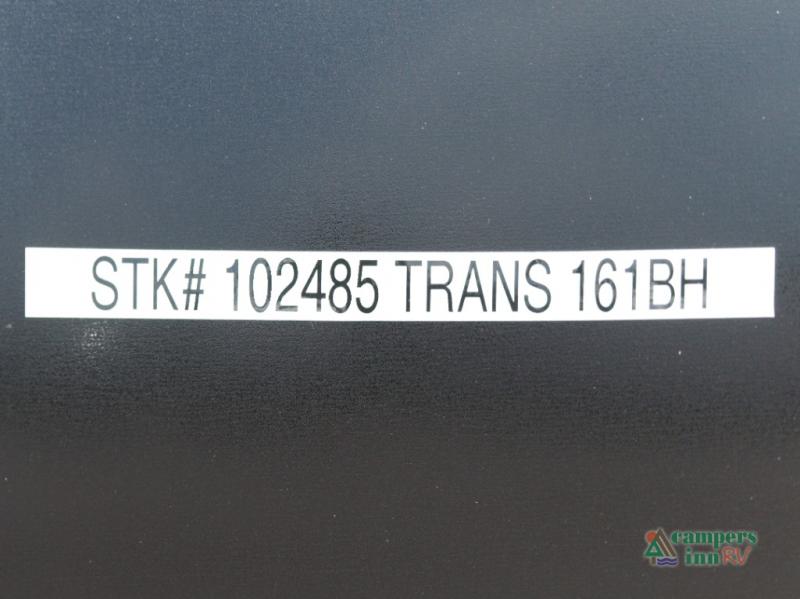 STK# 102485 TRANS 161BH
campers
inn RV